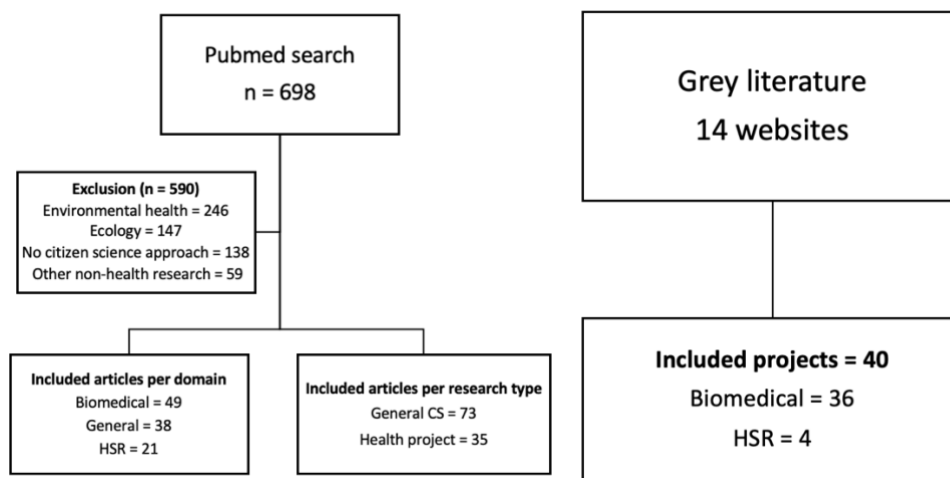 Pubmed search
n = 698
Exclusion (n = 590)
Environmental health = 246
Ecology = 147
No citizen science approach = 138
Other non-health research = 59
Included articles per domain
Biomedical = 49
General = 38
HSR = 21
Included articles per research type
General CS = 73
Health project = 35
Grey literature
14 websites
Included projects = 40
Biomedical = 36
HSR = 4